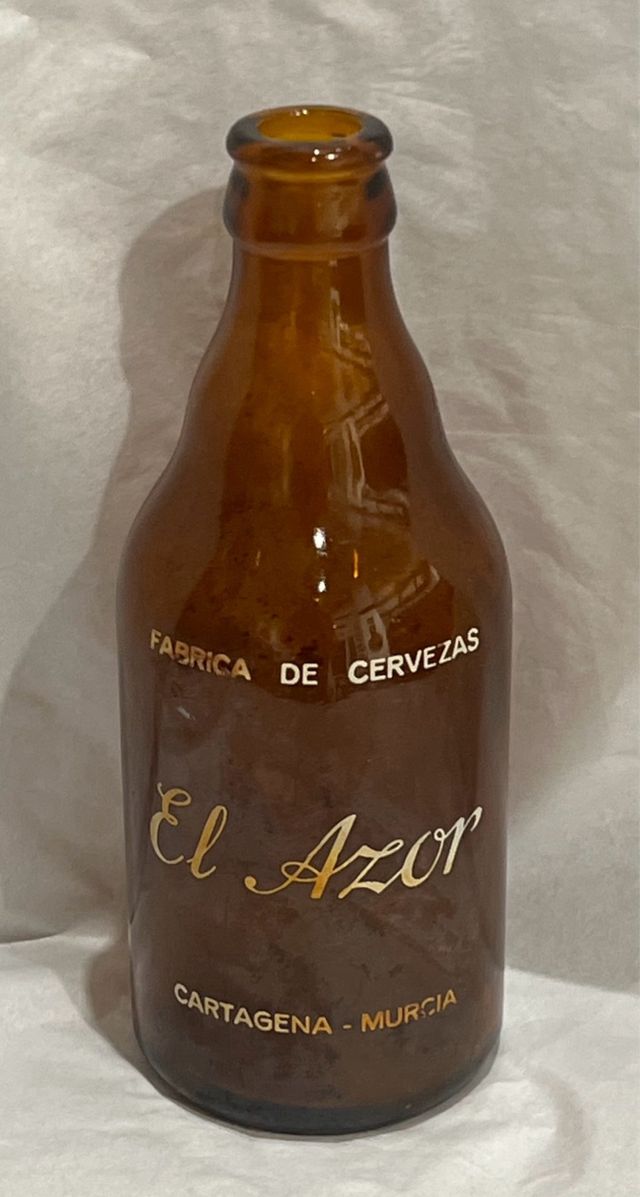 FABRICA DE CERVEZAS
El Azor
CARTAGENA - MURCIA